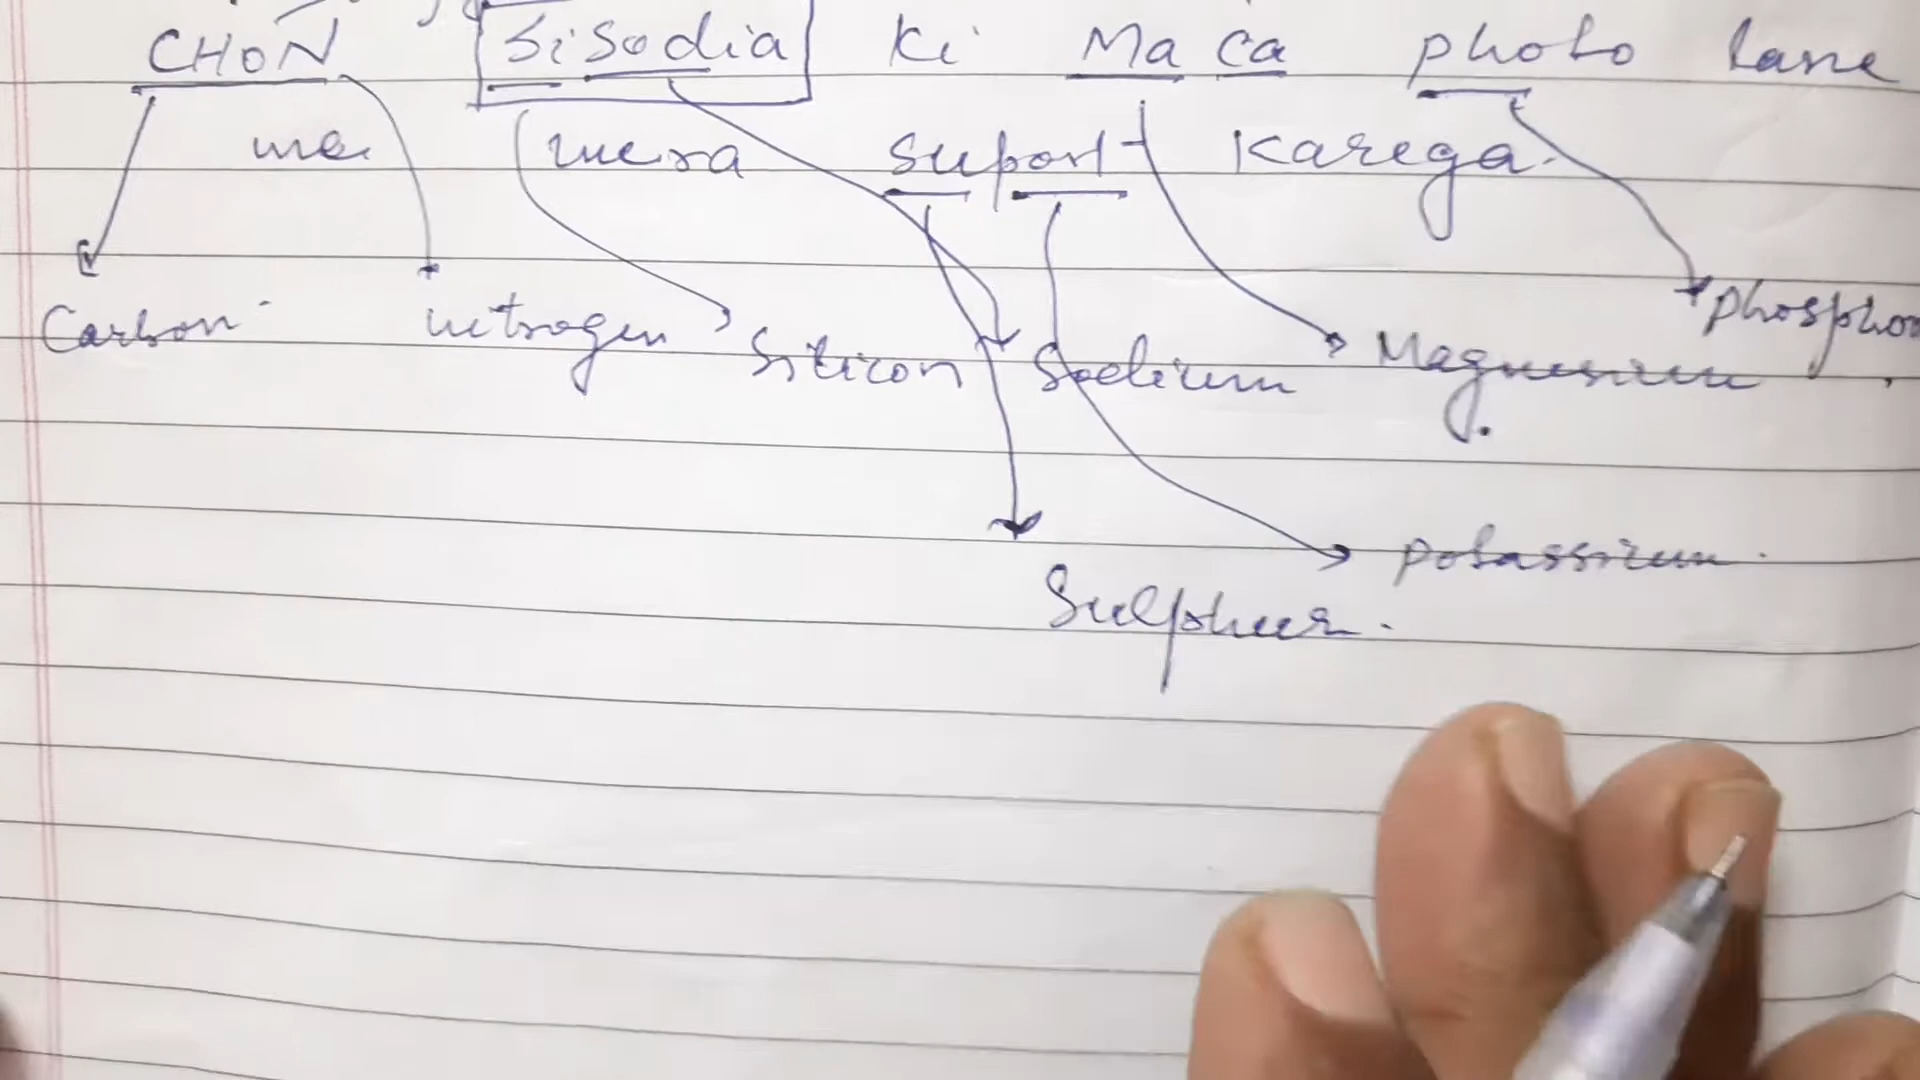 CHON Sisodia ki Ma Ca photo lane
me mera suport karega.
Carbon nitrogen Silicon Sodium Magnesium Phosphor
Sulphur. potassium.